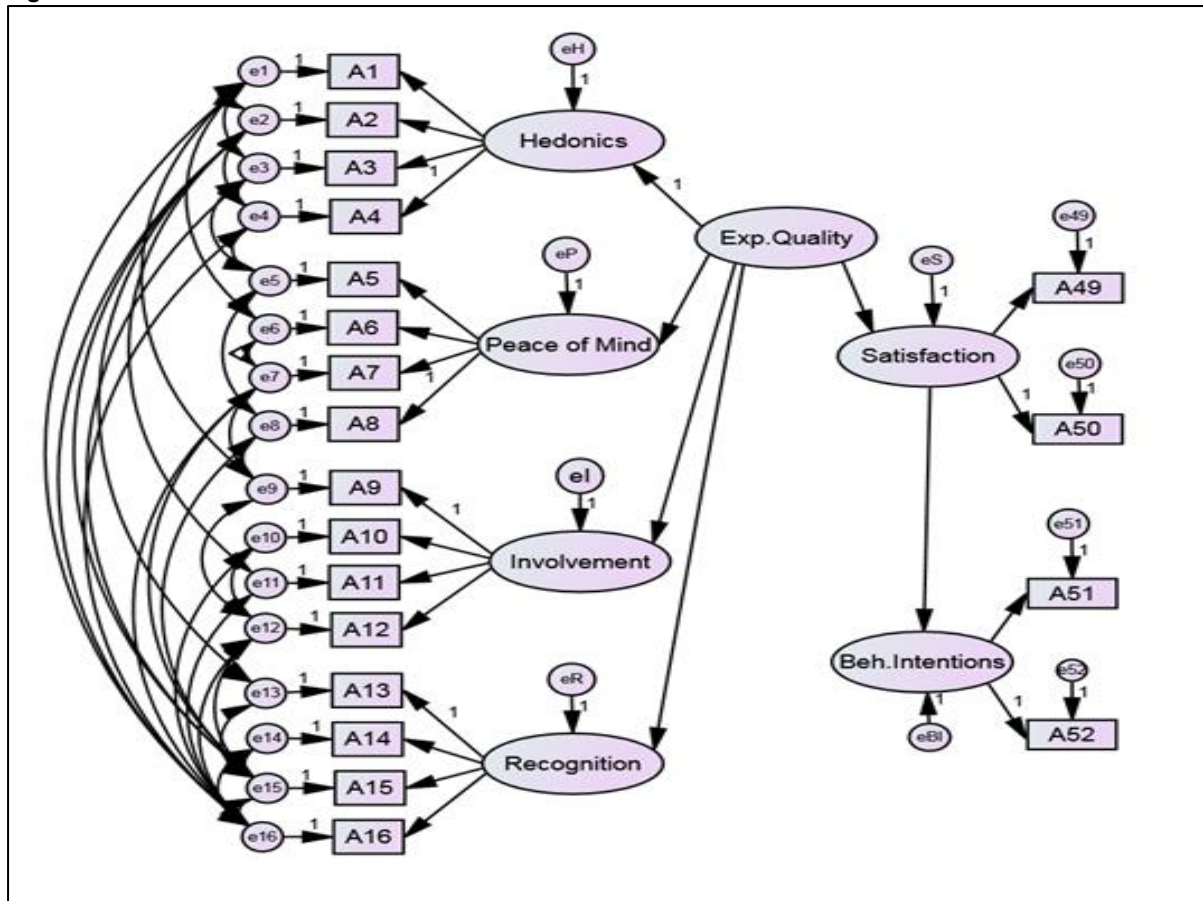 eH
1
e1 1 A1
e2 1 A2
Hedonics
e3 1 A3
1
e4 1 A4
1
Exp.Quality
e49
1
A49
eP
1
eS
1
e5 1 A5
e6 1 A6
Peace of Mind
e7 1 A7
1
e8 1 A8
Satisfaction
e50
1
1
A50
eI
1
e9 1 A9
1
e10 1 A10
Involvement
e11 1 A11
e12 1 A12
e51
1
A51
eR
1
e13 1 A13
1
e14 1 A14
Recognition
e15 1 A15
e16 1 A16
Beh.Intentions
1
eBI
e52
1
1
A52